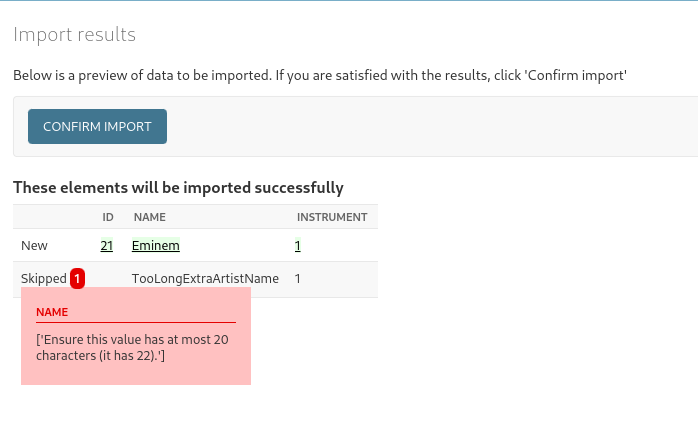 Import results
Below is a preview of data to be imported. If you are satisfied with the results, click 'Confirm import'
CONFIRM IMPORT
These elements will be imported successfully
ID NAME INSTRUMENT
New 21 Eminem 1
Skipped 1 TooLongExtraArtistName 1
NAME
['Ensure this value has at most 20
characters (it has 22).']